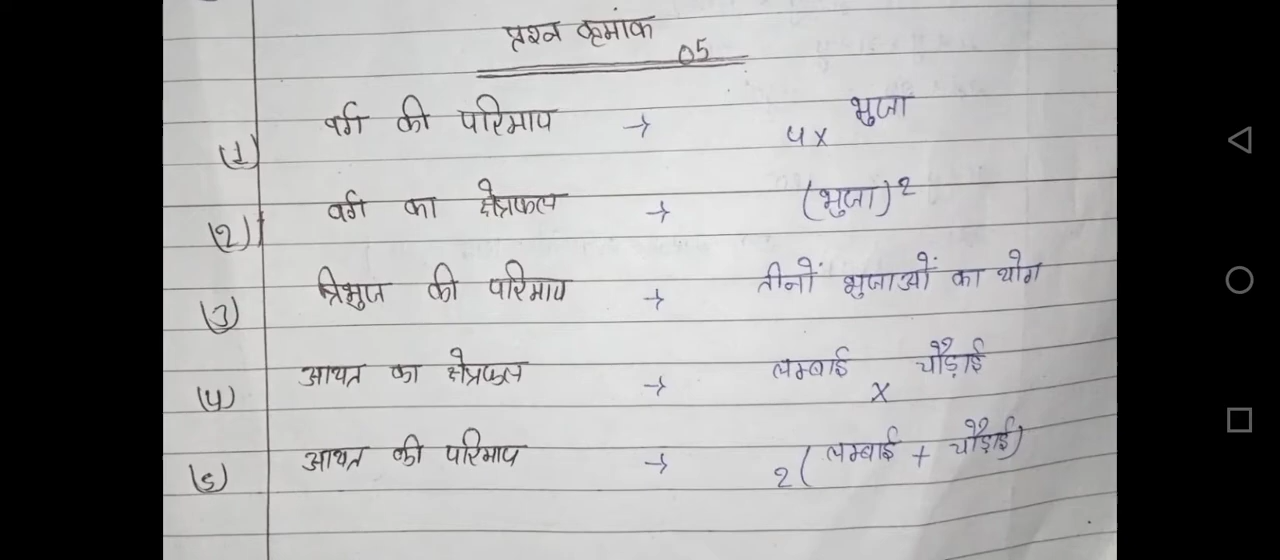 प्रश्न क्रमांक 05
(1) वर्ग की परिमाप → 4 x भुजा
(2) वर्ग का क्षेत्रफल → (भुजा)2
(3) त्रिभुज की परिमाप → तीनों भुजाओं का योग
(4) आयत का क्षेत्रफल → लम्बाई x चौड़ाई
(5) आयत की परिमाप → 2(लम्बाई + चौड़ाई)